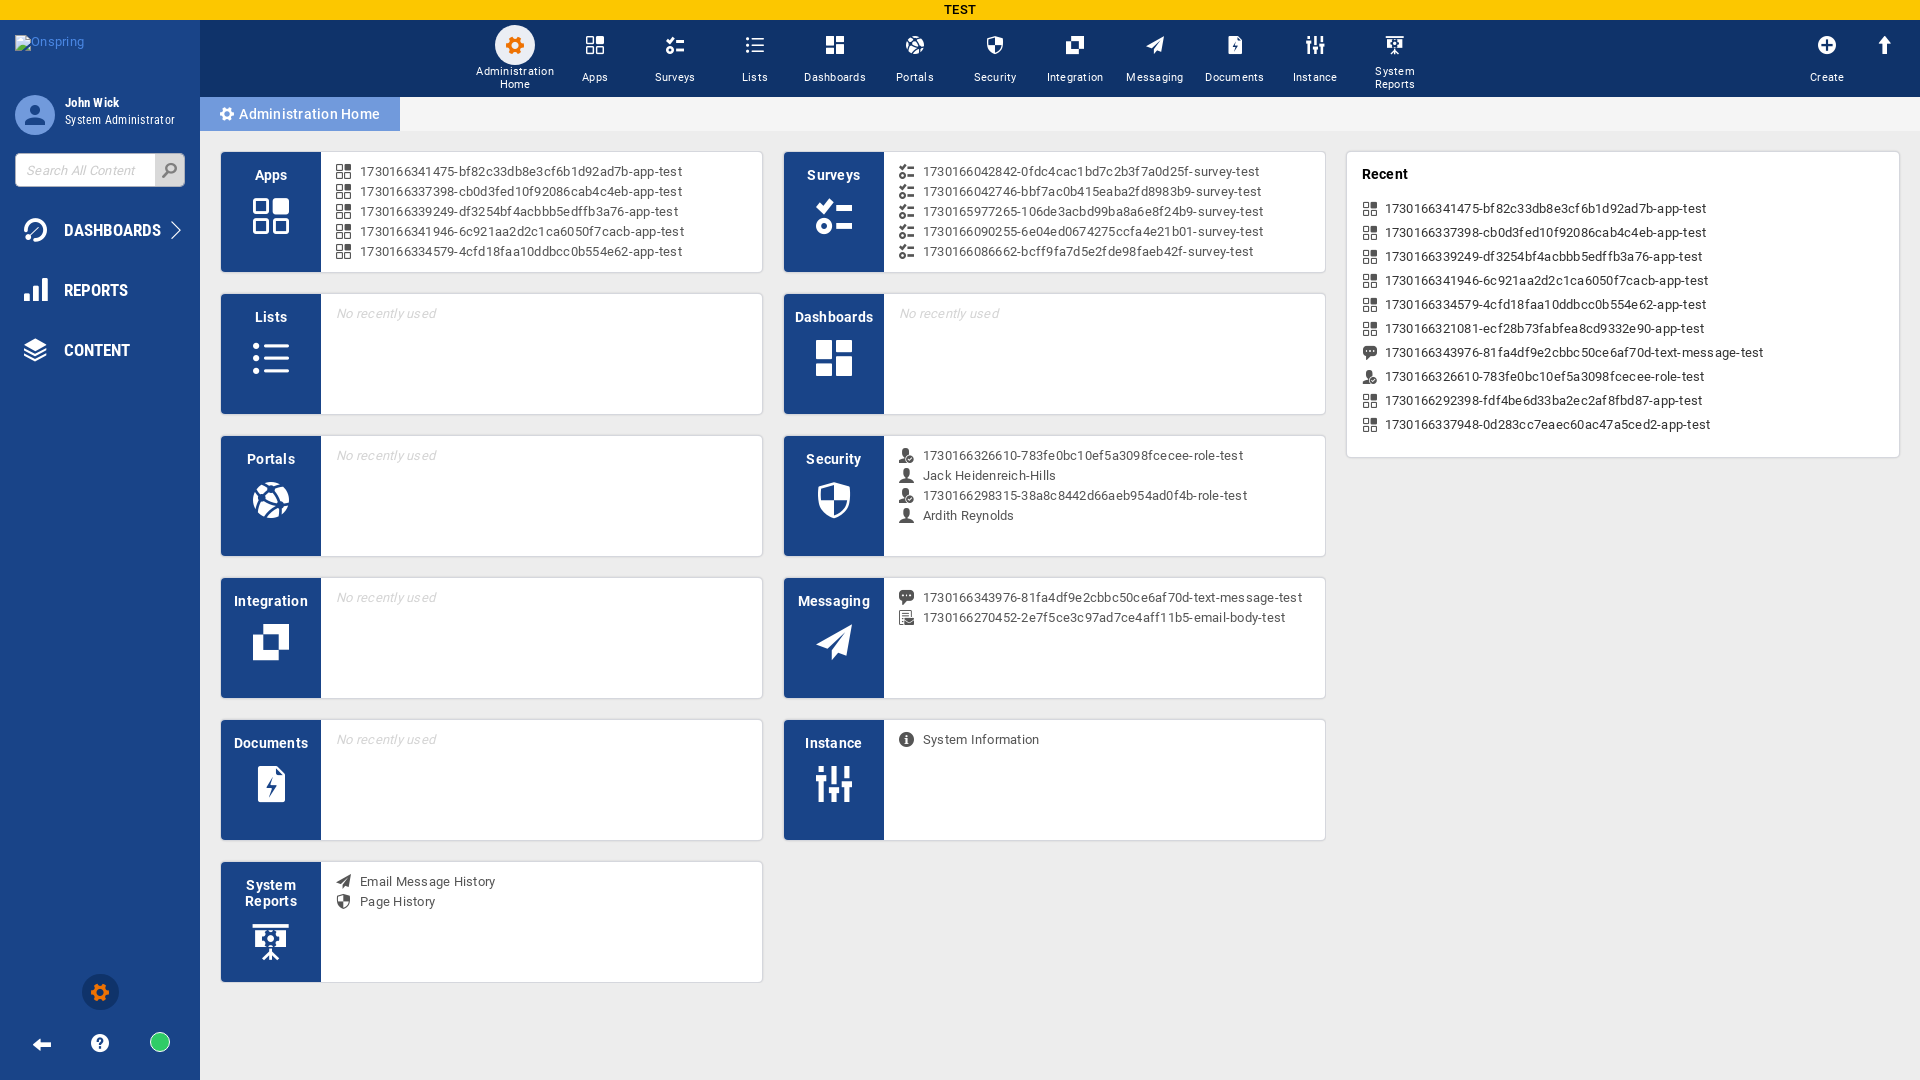 TEST
Onspring
Administration
Home
Apps
Surveys
Lists
Dashboards
Portals
Security
Integration
Messaging
Documents
Instance
System
Reports
Create
John Wick
System Administrator
Search All Content
DASHBOARDS
REPORTS
CONTENT
Administration Home
Apps
1730166341475-bf82c33db8e3cf6b1d92ad7b-app-test
1730166337398-cb0d3fed10f92086cab4c4eb-app-test
1730166339249-df3254bf4acbbb5edffb3a76-app-test
1730166341946-6c921aa2d2c1ca6050f7cacb-app-test
1730166334579-4cfd18faa10ddbcc0b554e62-app-test
Surveys
1730166042842-0fdc4cac1bd7c2b3f7a0d25f-survey-test
1730166042746-bbf7ac0b415eaba2fd8983b9-survey-test
1730165977265-106de3acbd99ba8a6e8f24b9-survey-test
1730166090255-6e04ed0674275ccfa4e21b01-survey-test
1730166086662-bcff9fa7d5e2fde98faeb42f-survey-test
Lists
No recently used
Dashboards
No recently used
Portals
No recently used
Security
1730166326610-783fe0bc10ef5a3098fcecee-role-test
Jack Heidenreich-Hills
1730166298315-38a8c8442d66aeb954ad0f4b-role-test
Ardith Reynolds
Integration
No recently used
Messaging
1730166343976-81fa4df9e2cbbc50ce6af70d-text-message-test
1730166270452-2e7f5ce3c97ad7ce4aff11b5-email-body-test
Documents
No recently used
Instance
System Information
System
Reports
Email Message History
Page History
Recent
1730166341475-bf82c33db8e3cf6b1d92ad7b-app-test
1730166337398-cb0d3fed10f92086cab4c4eb-app-test
1730166339249-df3254bf4acbbb5edffb3a76-app-test
1730166341946-6c921aa2d2c1ca6050f7cacb-app-test
1730166334579-4cfd18faa10ddbcc0b554e62-app-test
1730166321081-ecf28b73fabfea8cd9332e90-app-test
1730166343976-81fa4df9e2cbbc50ce6af70d-text-message-test
1730166326610-783fe0bc10ef5a3098fcecee-role-test
1730166292398-fdf4be6d33ba2ec2af8fbd87-app-test
1730166337948-0d283cc7eaec60ac47a5ced2-app-test